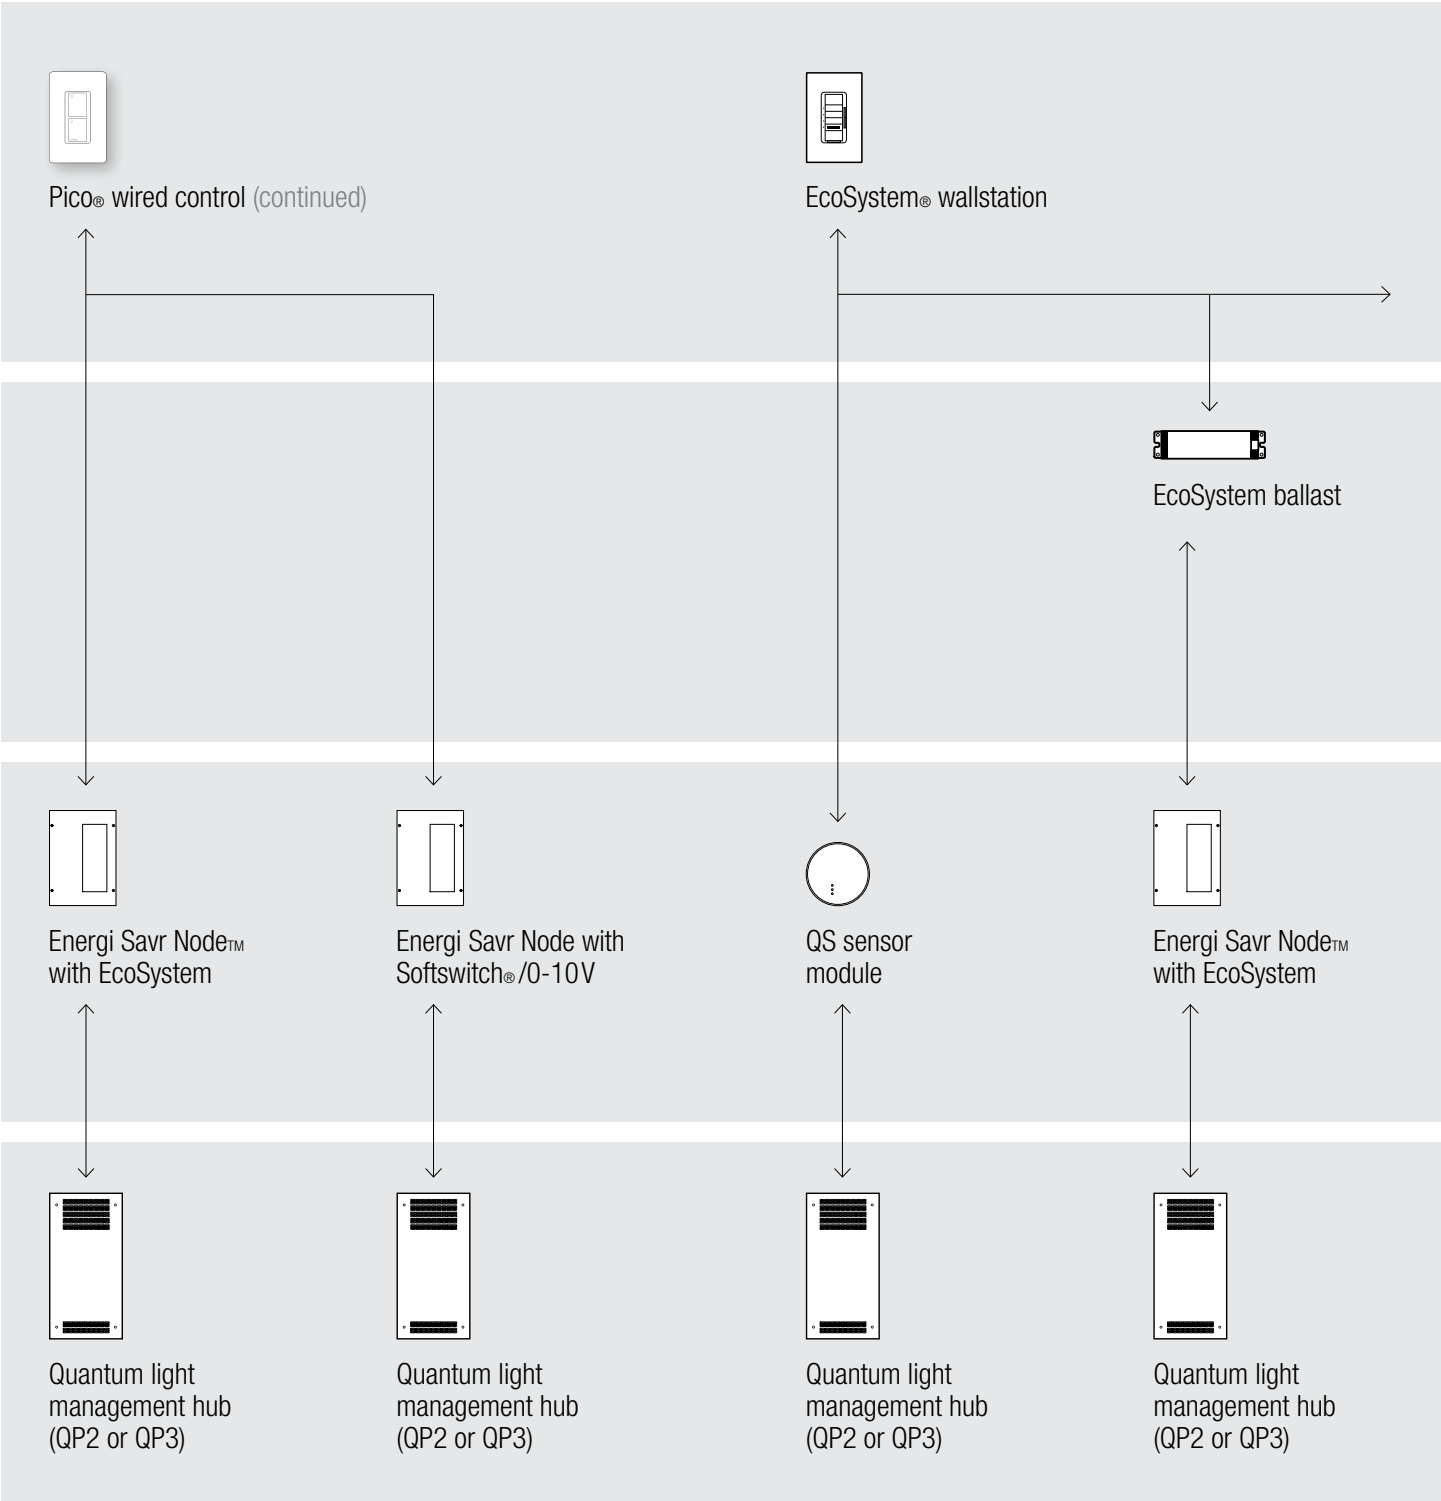 Pico® wired control (continued)
EcoSystem® wallstation
EcoSystem ballast
Energi Savr Node™
with EcoSystem
Energi Savr Node with
Softswitch®/0-10V
QS sensor
module
Energi Savr Node™
with EcoSystem
Quantum light
management hub
(QP2 or QP3)
Quantum light
management hub
(QP2 or QP3)
Quantum light
management hub
(QP2 or QP3)
Quantum light
management hub
(QP2 or QP3)